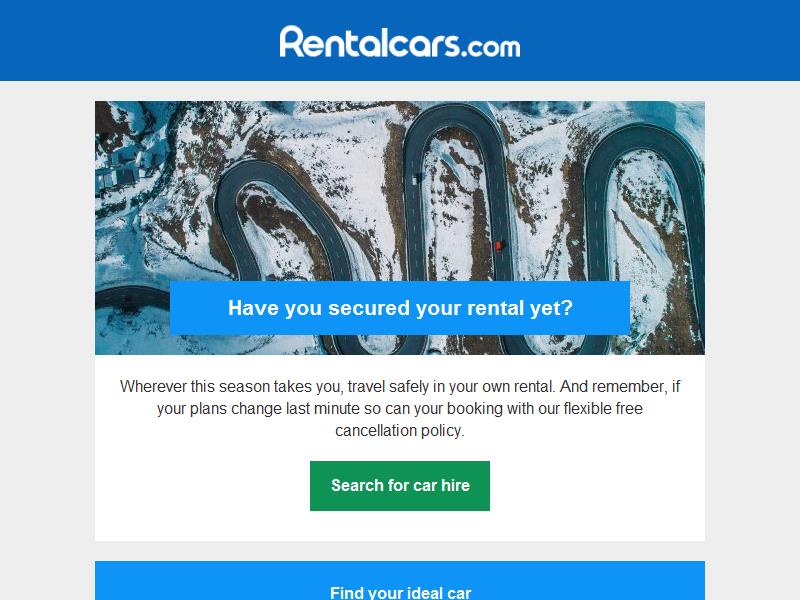 Rentalcars.com
Have you secured your rental yet?
Wherever this season takes you, travel safely in your own rental. And remember, if
your plans change last minute so can your booking with our flexible free
cancellation policy.
Search for car hire
Find your ideal car